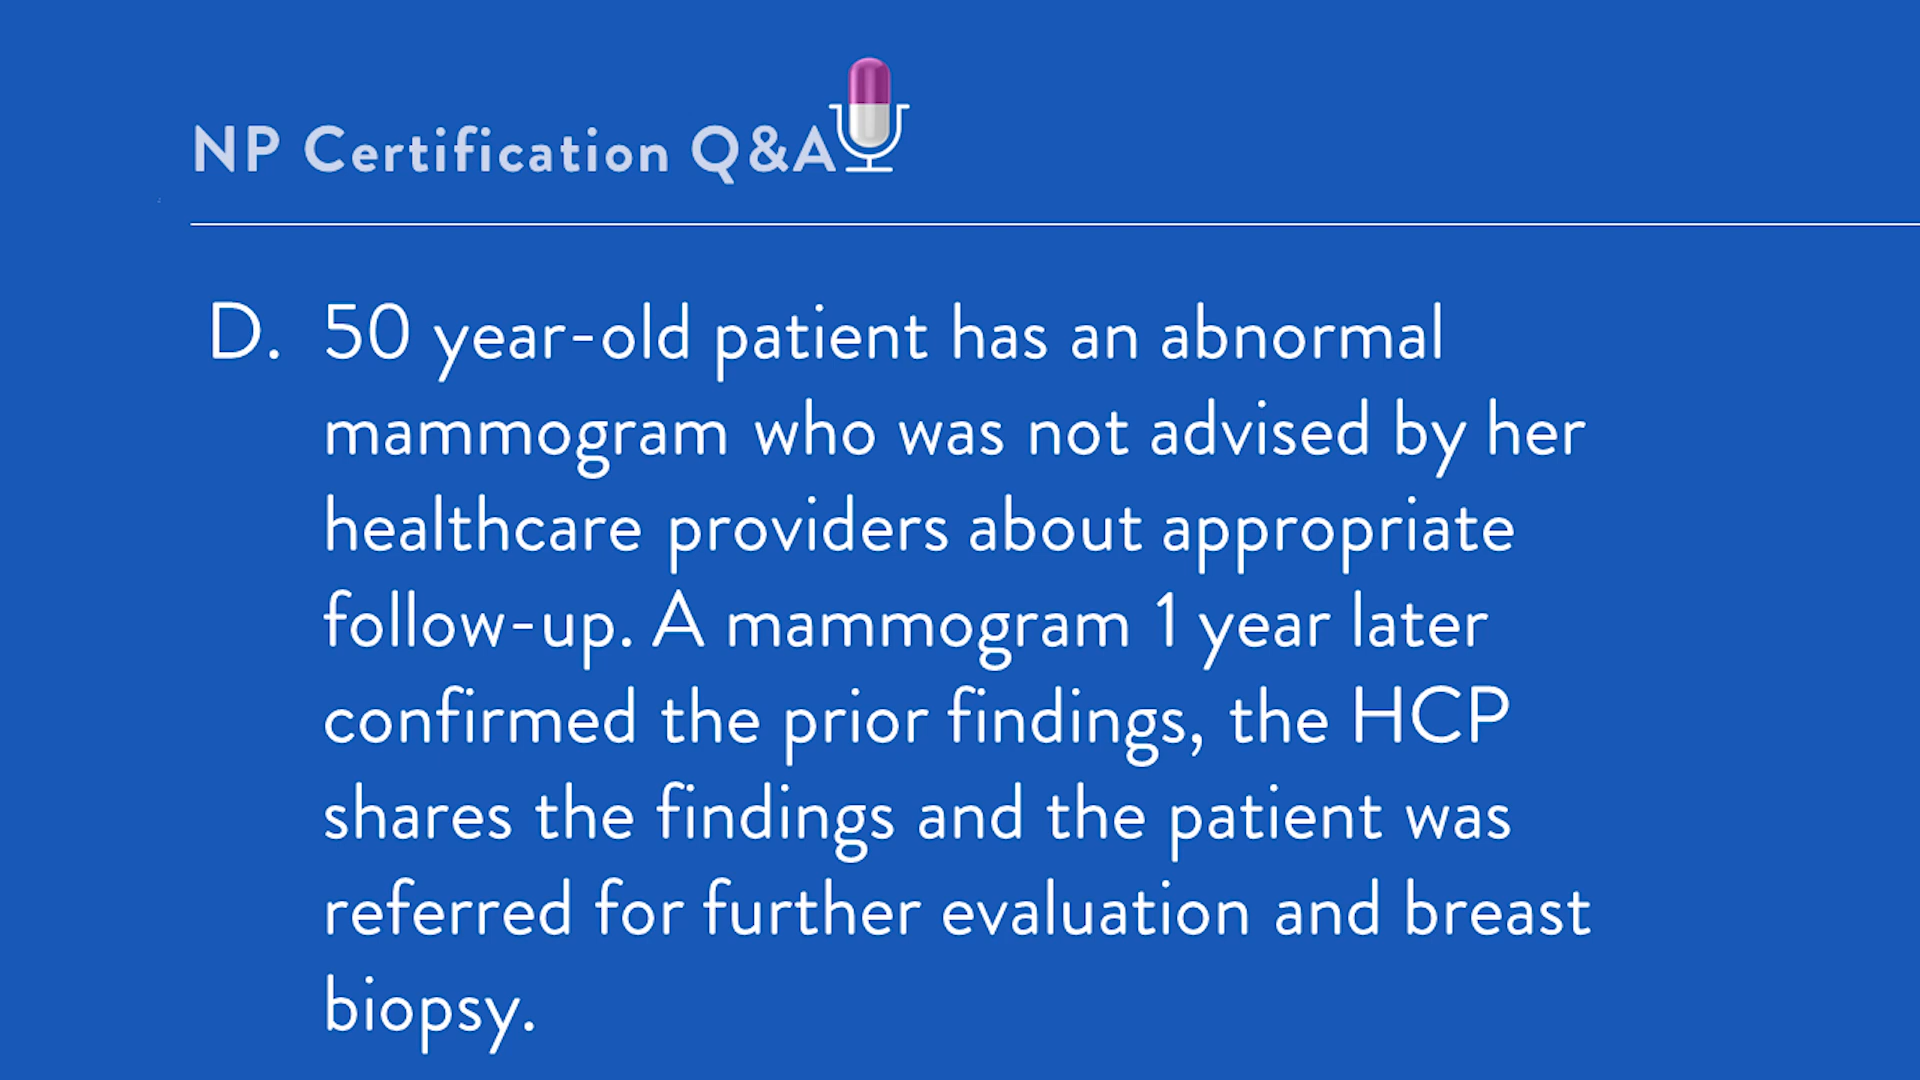 NP Certification Q&A
D. 50 year-old patient has an abnormal
mammogram who was not advised by her
healthcare providers about appropriate
follow-up. A mammogram 1 year later
confirmed the prior findings, the HCP
shares the findings and the patient was
referred for further evaluation and breast
biopsy.